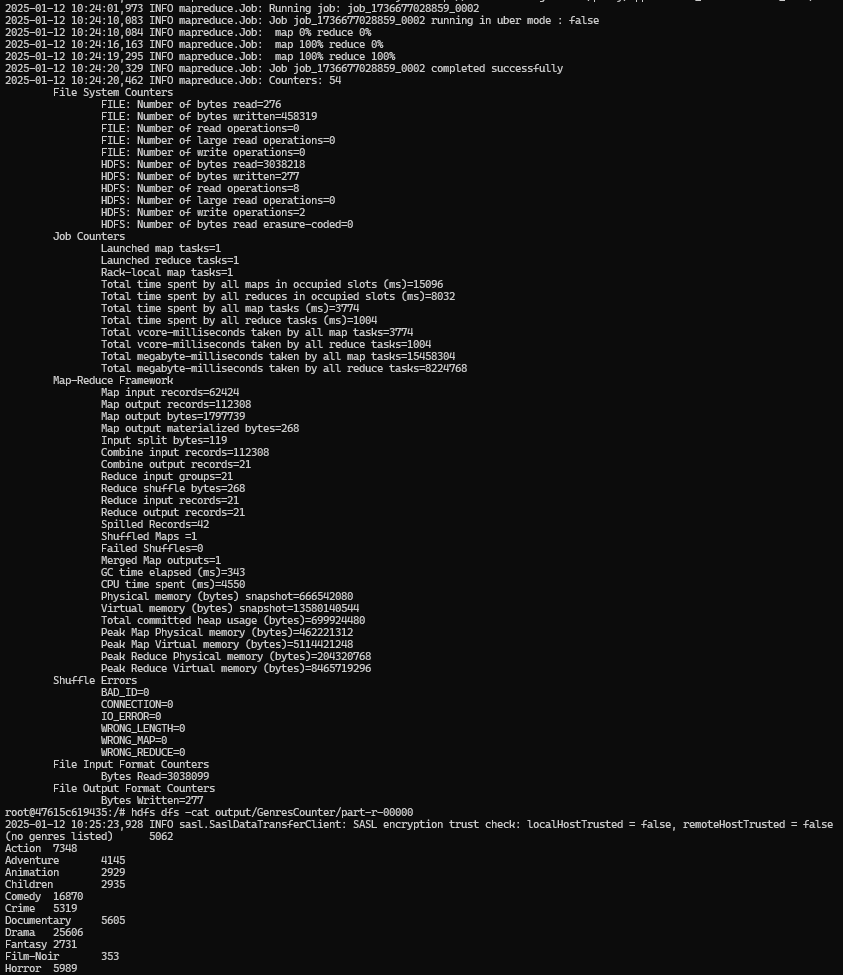 2025-01-12 10:24:01,973 INFO mapreduce.Job: Running job: job_1736677028859_0002
2025-01-12 10:24:10,083 INFO mapreduce.Job: Job job_1736677028859_0002 running in uber mode : false
2025-01-12 10:24:10,084 INFO mapreduce.Job:  map 0% reduce 0%
2025-01-12 10:24:16,163 INFO mapreduce.Job:  map 100% reduce 0%
2025-01-12 10:24:19,295 INFO mapreduce.Job:  map 100% reduce 100%
2025-01-12 10:24:20,329 INFO mapreduce.Job: Job job_1736677028859_0002 completed successfully
2025-01-12 10:24:20,462 INFO mapreduce.Job: Counters: 54
File System Counters
FILE: Number of bytes read=276
FILE: Number of bytes written=458319
FILE: Number of read operations=0
FILE: Number of large read operations=0
FILE: Number of write operations=0
HDFS: Number of bytes read=3038218
HDFS: Number of bytes written=277
HDFS: Number of read operations=8
HDFS: Number of large read operations=0
HDFS: Number of write operations=2
HDFS: Number of bytes read erasure-coded=0
Job Counters
Launched map tasks=1
Launched reduce tasks=1
Rack-local map tasks=1
Total time spent by all maps in occupied slots (ms)=15096
Total time spent by all reduces in occupied slots (ms)=8032
Total time spent by all map tasks (ms)=3774
Total time spent by all reduce tasks (ms)=1004
Total vcore-milliseconds taken by all map tasks=3774
Total vcore-milliseconds taken by all reduce tasks=1004
Total megabyte-milliseconds taken by all map tasks=15458304
Total megabyte-milliseconds taken by all reduce tasks=8224768
Map-Reduce Framework
Map input records=62424
Map output records=112308
Map output bytes=1797739
Map output materialized bytes=268
Input split bytes=119
Combine input records=112308
Combine output records=21
Reduce input groups=21
Reduce shuffle bytes=268
Reduce input records=21
Reduce output records=21
Spilled Records=42
Shuffled Maps =1
Failed Shuffles=0
Merged Map outputs=1
GC time elapsed (ms)=343
CPU time spent (ms)=4550
Physical memory (bytes) snapshot=666542080
Virtual memory (bytes) snapshot=13580140544
Total committed heap usage (bytes)=699924480
Peak Map Physical memory (bytes)=462221312
Peak Map Virtual memory (bytes)=5114421248
Peak Reduce Physical memory (bytes)=204320768
Peak Reduce Virtual memory (bytes)=8465719296
Shuffle Errors
BAD_ID=0
CONNECTION=0
IO_ERROR=0
WRONG_LENGTH=0
WRONG_MAP=0
WRONG_REDUCE=0
File Input Format Counters
Bytes Read=3038099
File Output Format Counters
Bytes Written=277
root@47615c619435:/# hdfs dfs -cat output/GenresCounter/part-r-00000
2025-01-12 10:25:23,928 INFO sasl.SaslDataTransferClient: SASL encryption trust check: localHostTrusted = false, remoteHostTrusted = false
(no genres listed)      5062
Action  7348
Adventure       4145
Animation       2929
Children        2935
Comedy  16870
Crime   5319
Documentary     5605
Drama   25606
Fantasy 2731
Film-Noir       353
Horror  5989